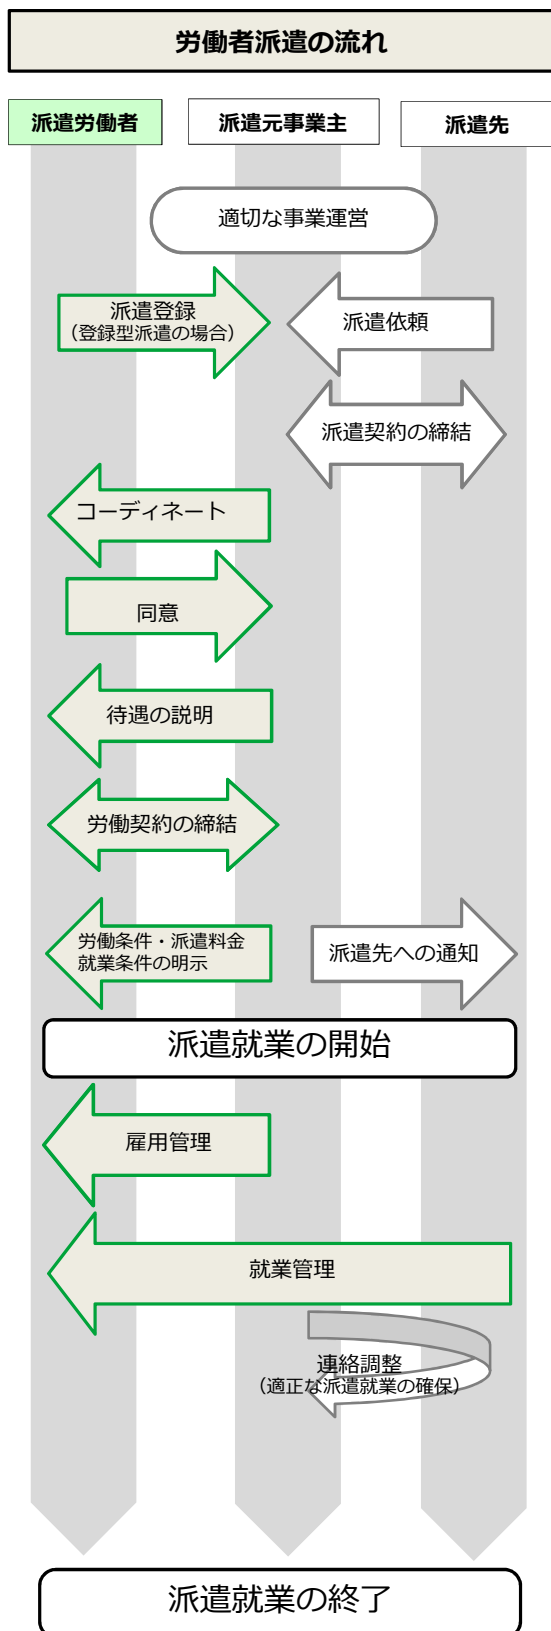 労働者派遣の流れ
派遣労働者
派遣元事業主
派遣先
適切な事業運営
派遣登録
（登録型派遣の場合）
派遣依頼
派遣契約の締結
コーディネート
同意
待遇の説明
労働契約の締結
労働条件・派遣料金
就業条件の明示
派遣先への通知
派遣就業の開始
雇用管理
就業管理
連絡調整
（適正な派遣就業の確保）
派遣就業の終了